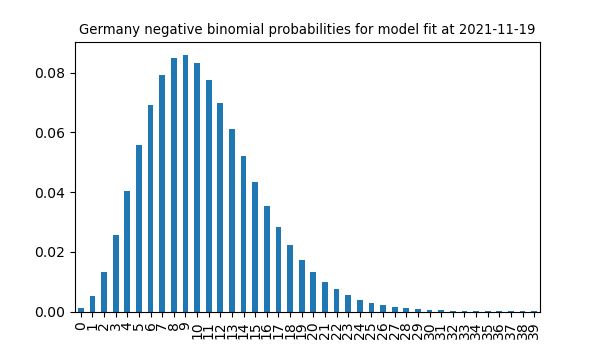 Germany negative binomial probabilities for model fit at 2021-11-19
0.08
0.06
0.04
0.02
0.00
0 1 2 3 4 5 6 7 8 9 10 11 12 13 14 15 16 17 18 19 20 21 22 23 24 25 26 27 28 29 30 31 32 33 34 35 36 37 38 39